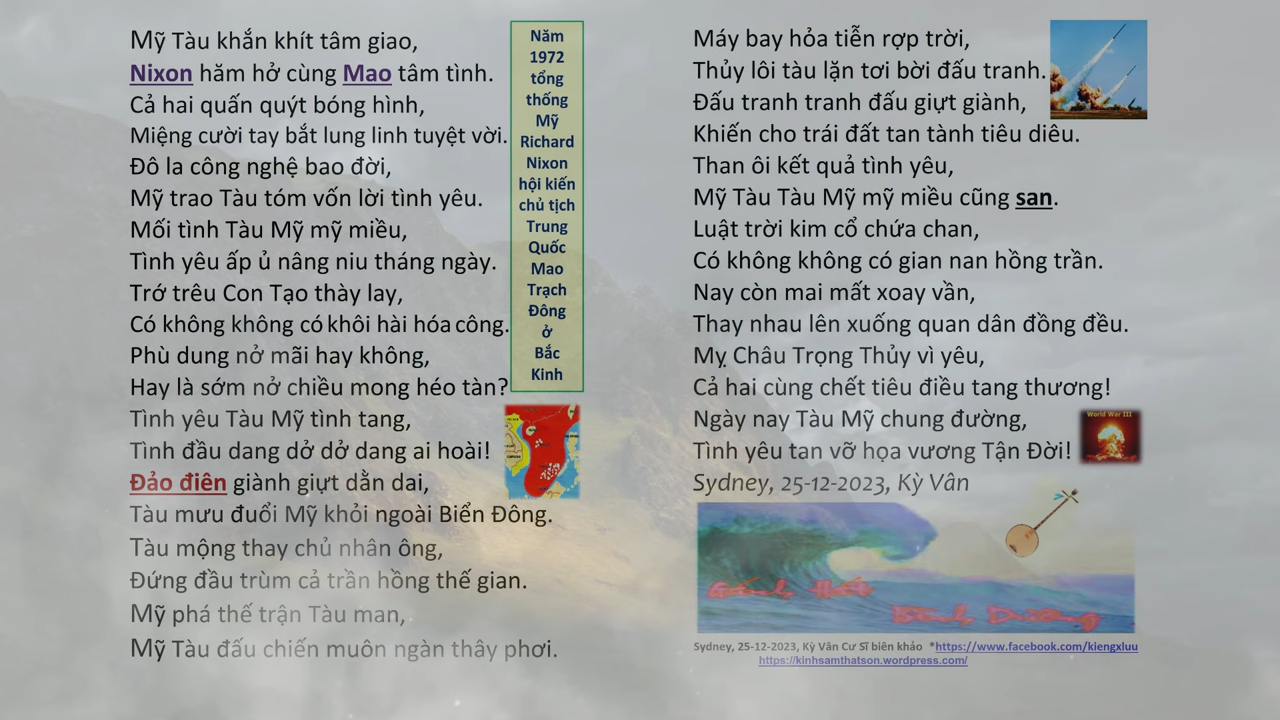 Mỹ Tàu khắn khít tâm giao,
Nixon hăm hở cùng Mao tâm tình.
Cả hai quấn quýt bóng hình,
Miệng cười tay bắt lung linh tuyệt vời.
Đô la công nghệ bao đời,
Mỹ trao Tàu tóm vốn lời tình yêu.
Mối tình Tàu Mỹ mỹ miều,
Tình yêu ấp ủ nâng niu tháng ngày.
Trớ trêu Con Tạo thày lay,
Có không không có khôi hài hóa công.
Phù dung nở mãi hay không,
Hay là sớm nở chiều mong héo tàn?
Tình yêu Tàu Mỹ tình tang,
Tình đầu dang dở dở dang ai hoài!
Đảo điên giành giựt dằn dai,
Tàu mưu đuổi Mỹ khỏi ngoài Biển Đông.
Tàu mộng thay chủ nhân ông,
Đứng đầu trùm cả trần hồng thế gian.
Mỹ phá thế trận Tàu man,
Mỹ Tàu đấu chiến muôn ngàn thây phơi.
Năm
1972
tổng
thống
Mỹ
Richard
Nixon
hội kiến
chủ tịch
Trung
Quốc
Mao
Trạch
Đông
ở
Bắc
Kinh
Máy bay hỏa tiễn rợp trời,
Thủy lôi tàu lặn tơi bời đấu tranh.
Đấu tranh tranh đấu giựt giành,
Khiến cho trái đất tan tành tiêu diêu.
Than ôi kết quả tình yêu,
Mỹ Tàu Tàu Mỹ mỹ miều cũng san.
Luật trời kim cổ chứa chan,
Có không không có gian nan hồng trần.
Nay còn mai mất xoay vần,
Thay nhau lên xuống quan dân đồng đều.
Mỵ Châu Trọng Thủy vì yêu,
Cả hai cùng chết tiêu điều tang thương!
Ngày nay Tàu Mỹ chung đường,
Tình yêu tan vỡ họa vương Tận Đời!
World War III
Sydney, 25-12-2023, Kỳ Vân
Gánh Hát
Bình Dương
Sydney, 25-12-2023, Kỳ Vân Cư Sĩ biên khảo *https://www.facebook.com/kiengxluu
https://kinhsamthatson.wordpress.com/